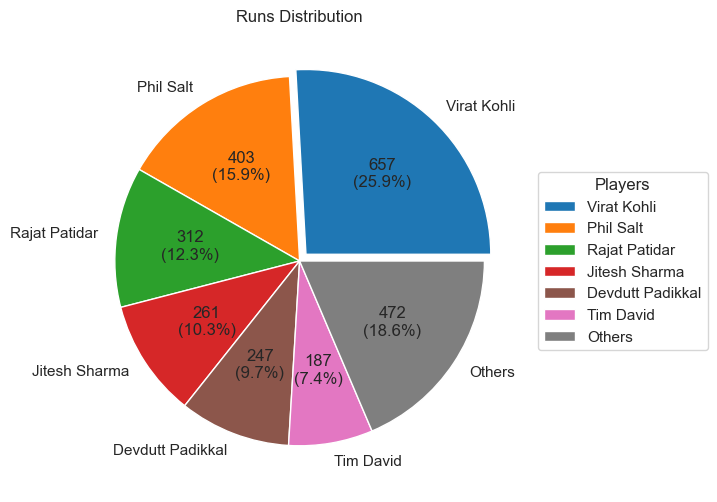 Runs Distribution
Phil Salt
Virat Kohli
403
(15.9%)
657
(25.9%)
Rajat Patidar
312
(12.3%)
261
(10.3%)
Jitesh Sharma
247
(9.7%)
Devdutt Padikkal
187
(7.4%)
Tim David
472
(18.6%)
Others
Players
Virat Kohli
Phil Salt
Rajat Patidar
Jitesh Sharma
Devdutt Padikkal
Tim David
Others